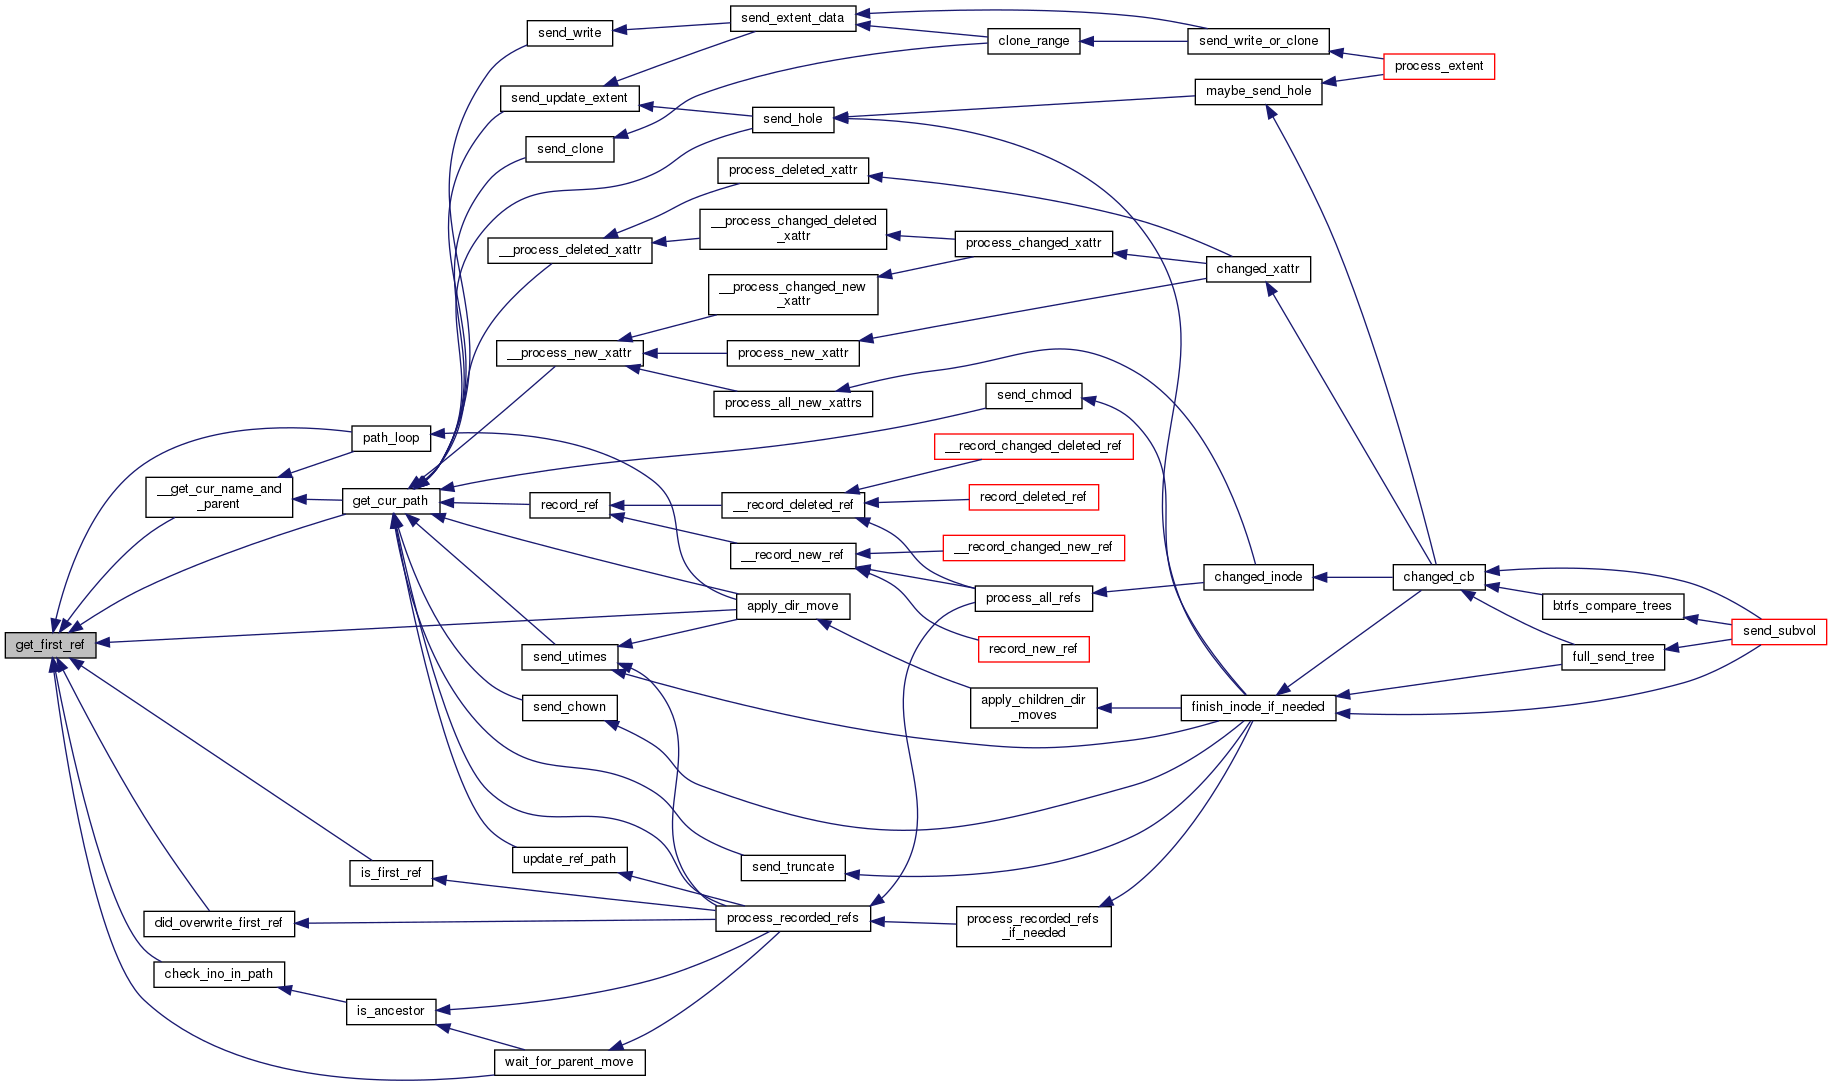 send_write
send_extent_data
clone_range
send_write_or_clone
process_extent
send_update_extent
maybe_send_hole
send_hole
send_clone
process_deleted_xattr
__process_deleted_xattr
__process_changed_deleted
_xattr
process_changed_xattr
changed_xattr
__process_changed_new
_xattr
__process_new_xattr
process_new_xattr
process_all_new_xattrs
send_chmod
path_loop
__record_changed_deleted_ref
__get_cur_name_and
_parent
get_cur_path
record_ref
__record_deleted_ref
record_deleted_ref
__record_new_ref
__record_changed_new_ref
process_all_refs
changed_inode
changed_cb
btrfs_compare_trees
apply_dir_move
get_first_ref
send_utimes
record_new_ref
full_send_tree
send_subvol
send_chown
apply_children_dir
_moves
finish_inode_if_needed
update_ref_path
send_truncate
is_first_ref
did_overwrite_first_ref
process_recorded_refs
process_recorded_refs
_if_needed
check_ino_in_path
is_ancestor
wait_for_parent_move